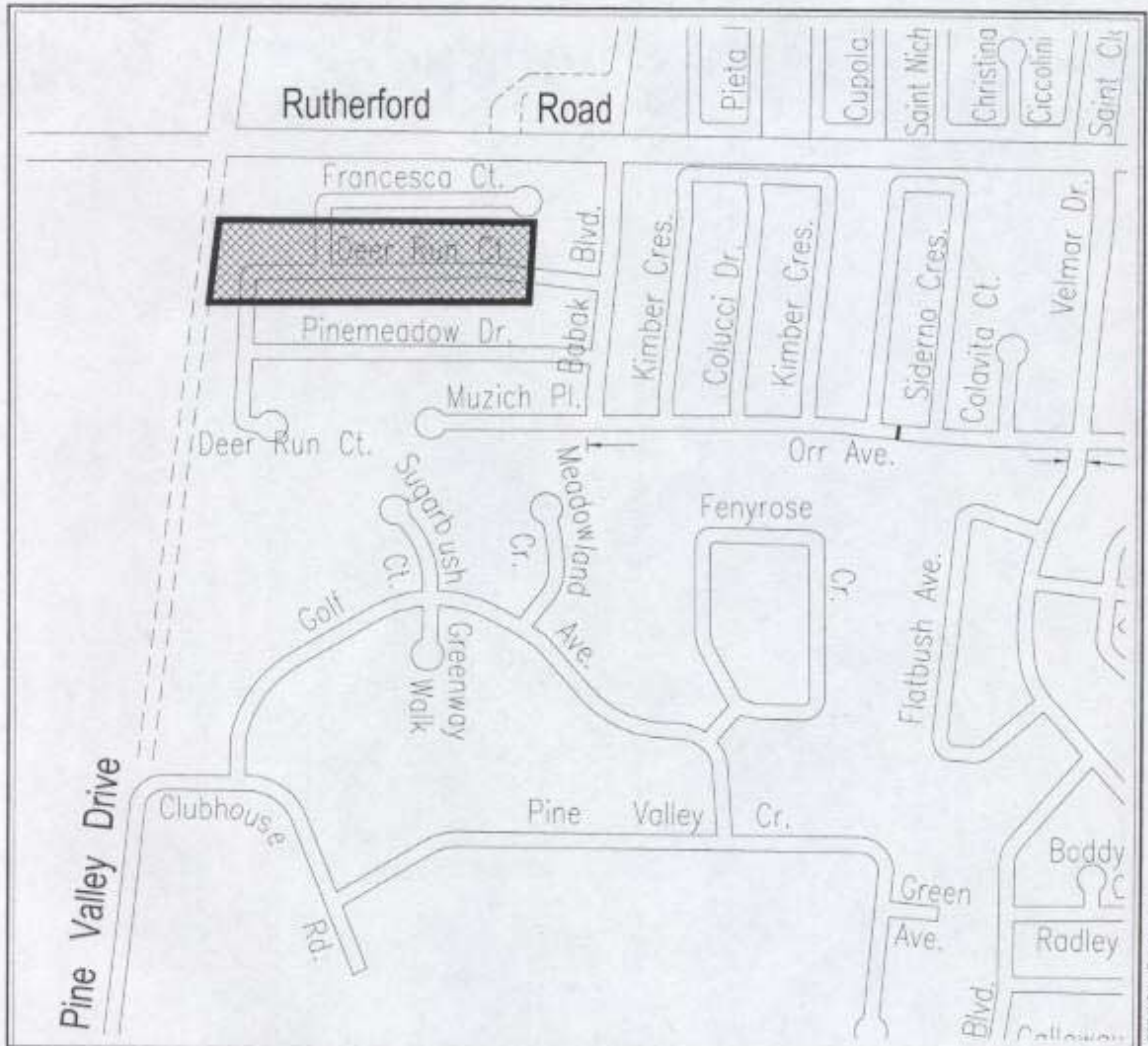 Rutherford Road
Pieta
Cupola
Saint Nich
Christina
Ciccolini
Saint Cl
Francesca Ct.
Deer Run Ct.
Babak Blvd.
Kimber Cres.
Colucci Dr.
Kimber Cres.
Siderno Cres.
Calavita Ct.
Velmar Dr.
Pinemeadow Dr.
Muzich Pl.
Deer Run Ct.
Orr Ave.
Sugarbush Ct.
Meadowland Cr.
Fenyrose Cr.
Flatbush Ave.
Golf Ave.
Greenway Walk
Pine Valley Drive
Clubhouse Rd.
Pine Valley Cr.
Green Ave.
Boddy
C
Radley
Blvd.